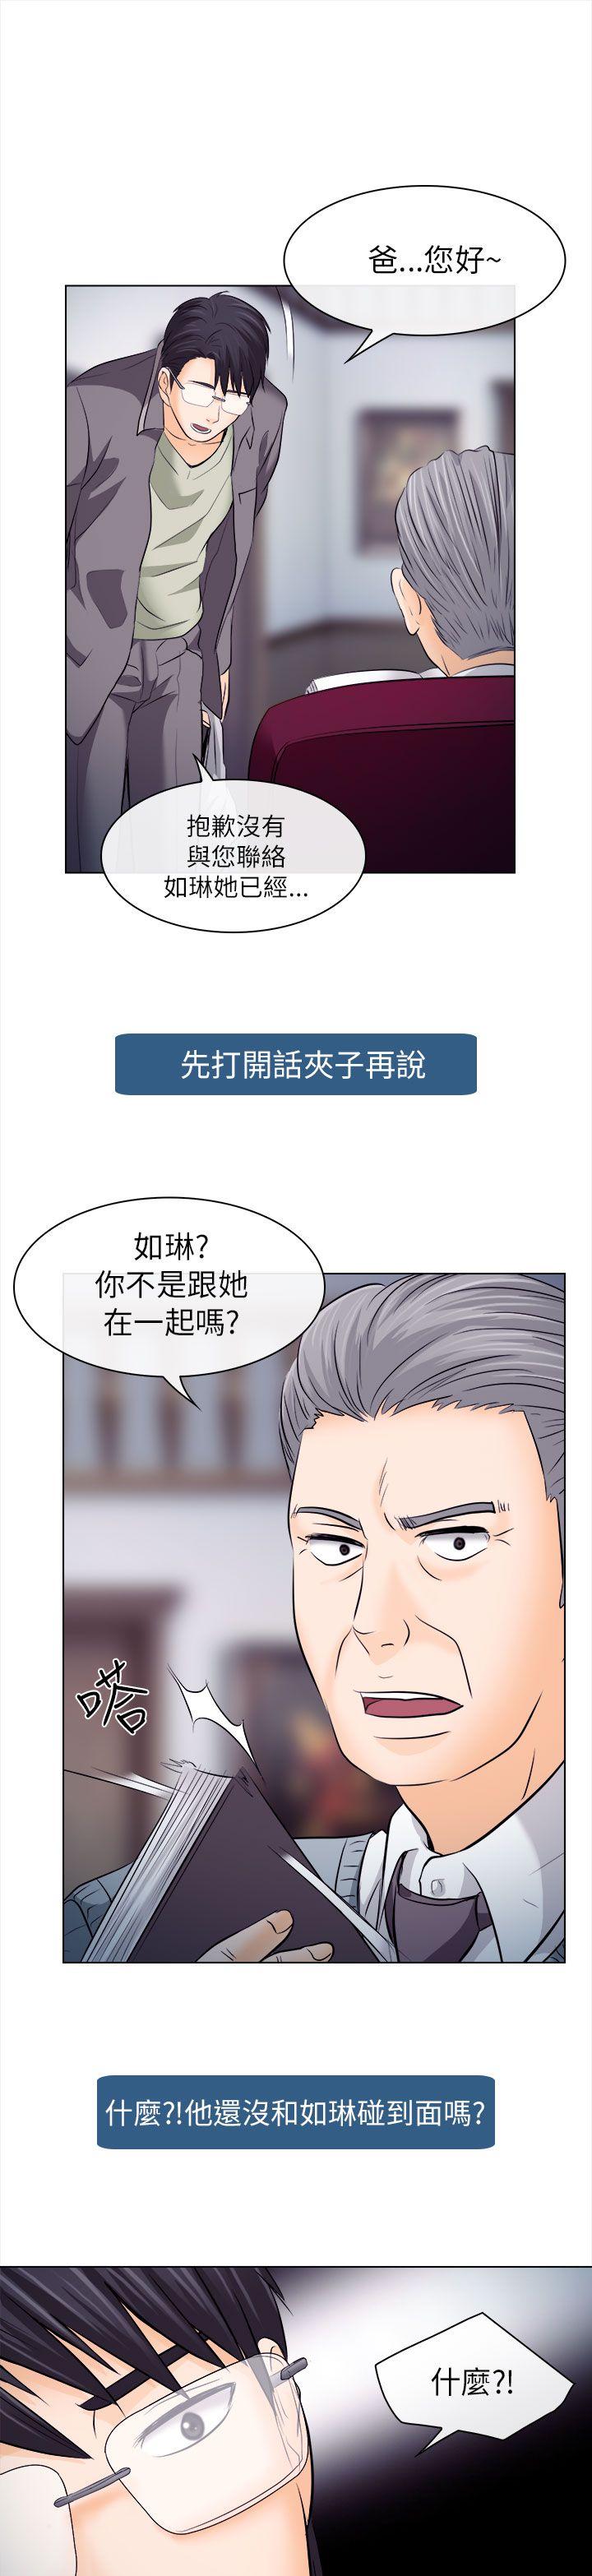 爸...您好~
抱歉沒有
與您聯絡
如琳她已經...
先打開話夾子再說
如琳?
你不是跟她
在一起嗎?
嗒
什麼?!他還沒和如琳碰到面嗎?
什麼?!